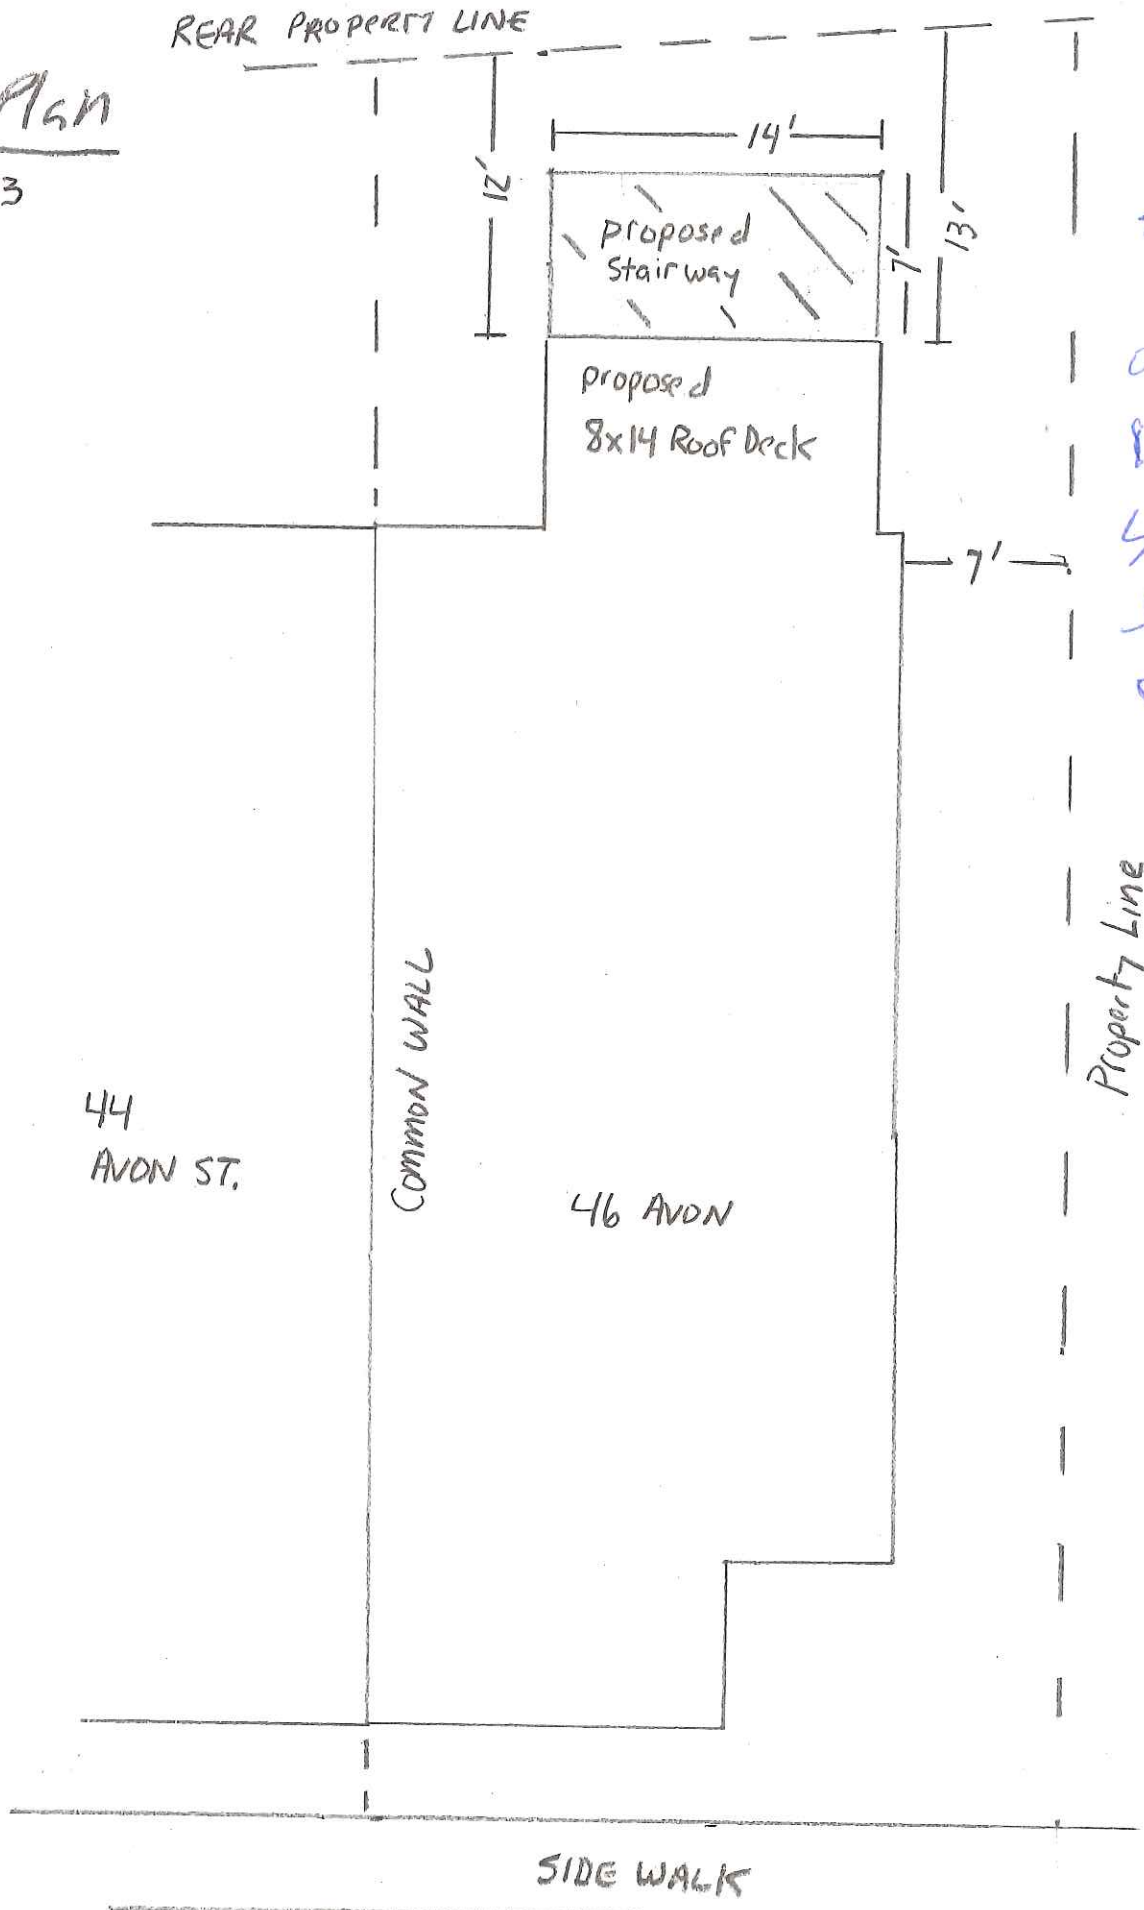 REAR PROPERTY LINE
Plan
3
14'
12'
13'
7'
proposed
Stairway
proposed
8x14 Roof Deck
7'
Property Line
Common WALL
44
AVON ST.
46 AVON
SIDE WALK